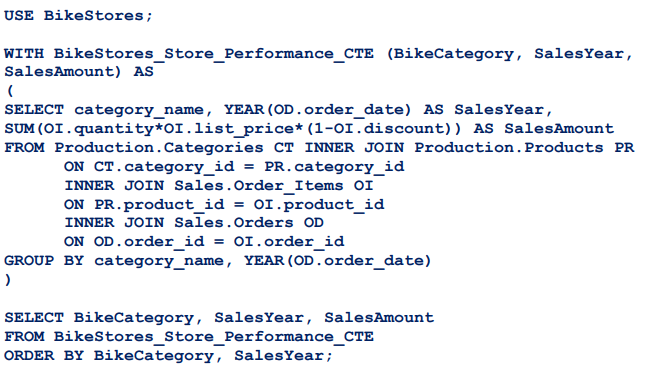 USE BikeStores;
WITH BikeStores_Store_Performance_CTE (BikeCategory, SalesYear,
SalesAmount) AS
(
SELECT category_name, YEAR(OD.order_date) AS SalesYear,
SUM(OI.quantity*OI.list_price*(1-OI.discount)) AS SalesAmount
FROM Production.Categories CT INNER JOIN Production.Products PR
ON CT.category_id = PR.category_id
INNER JOIN Sales.Order_Items OI
ON PR.product_id = OI.product_id
INNER JOIN Sales.Orders OD
ON OD.order_id = OI.order_id
GROUP BY category_name, YEAR(OD.order_date)
)
SELECT BikeCategory, SalesYear, SalesAmount
FROM BikeStores_Store_Performance_CTE
ORDER BY BikeCategory, SalesYear;